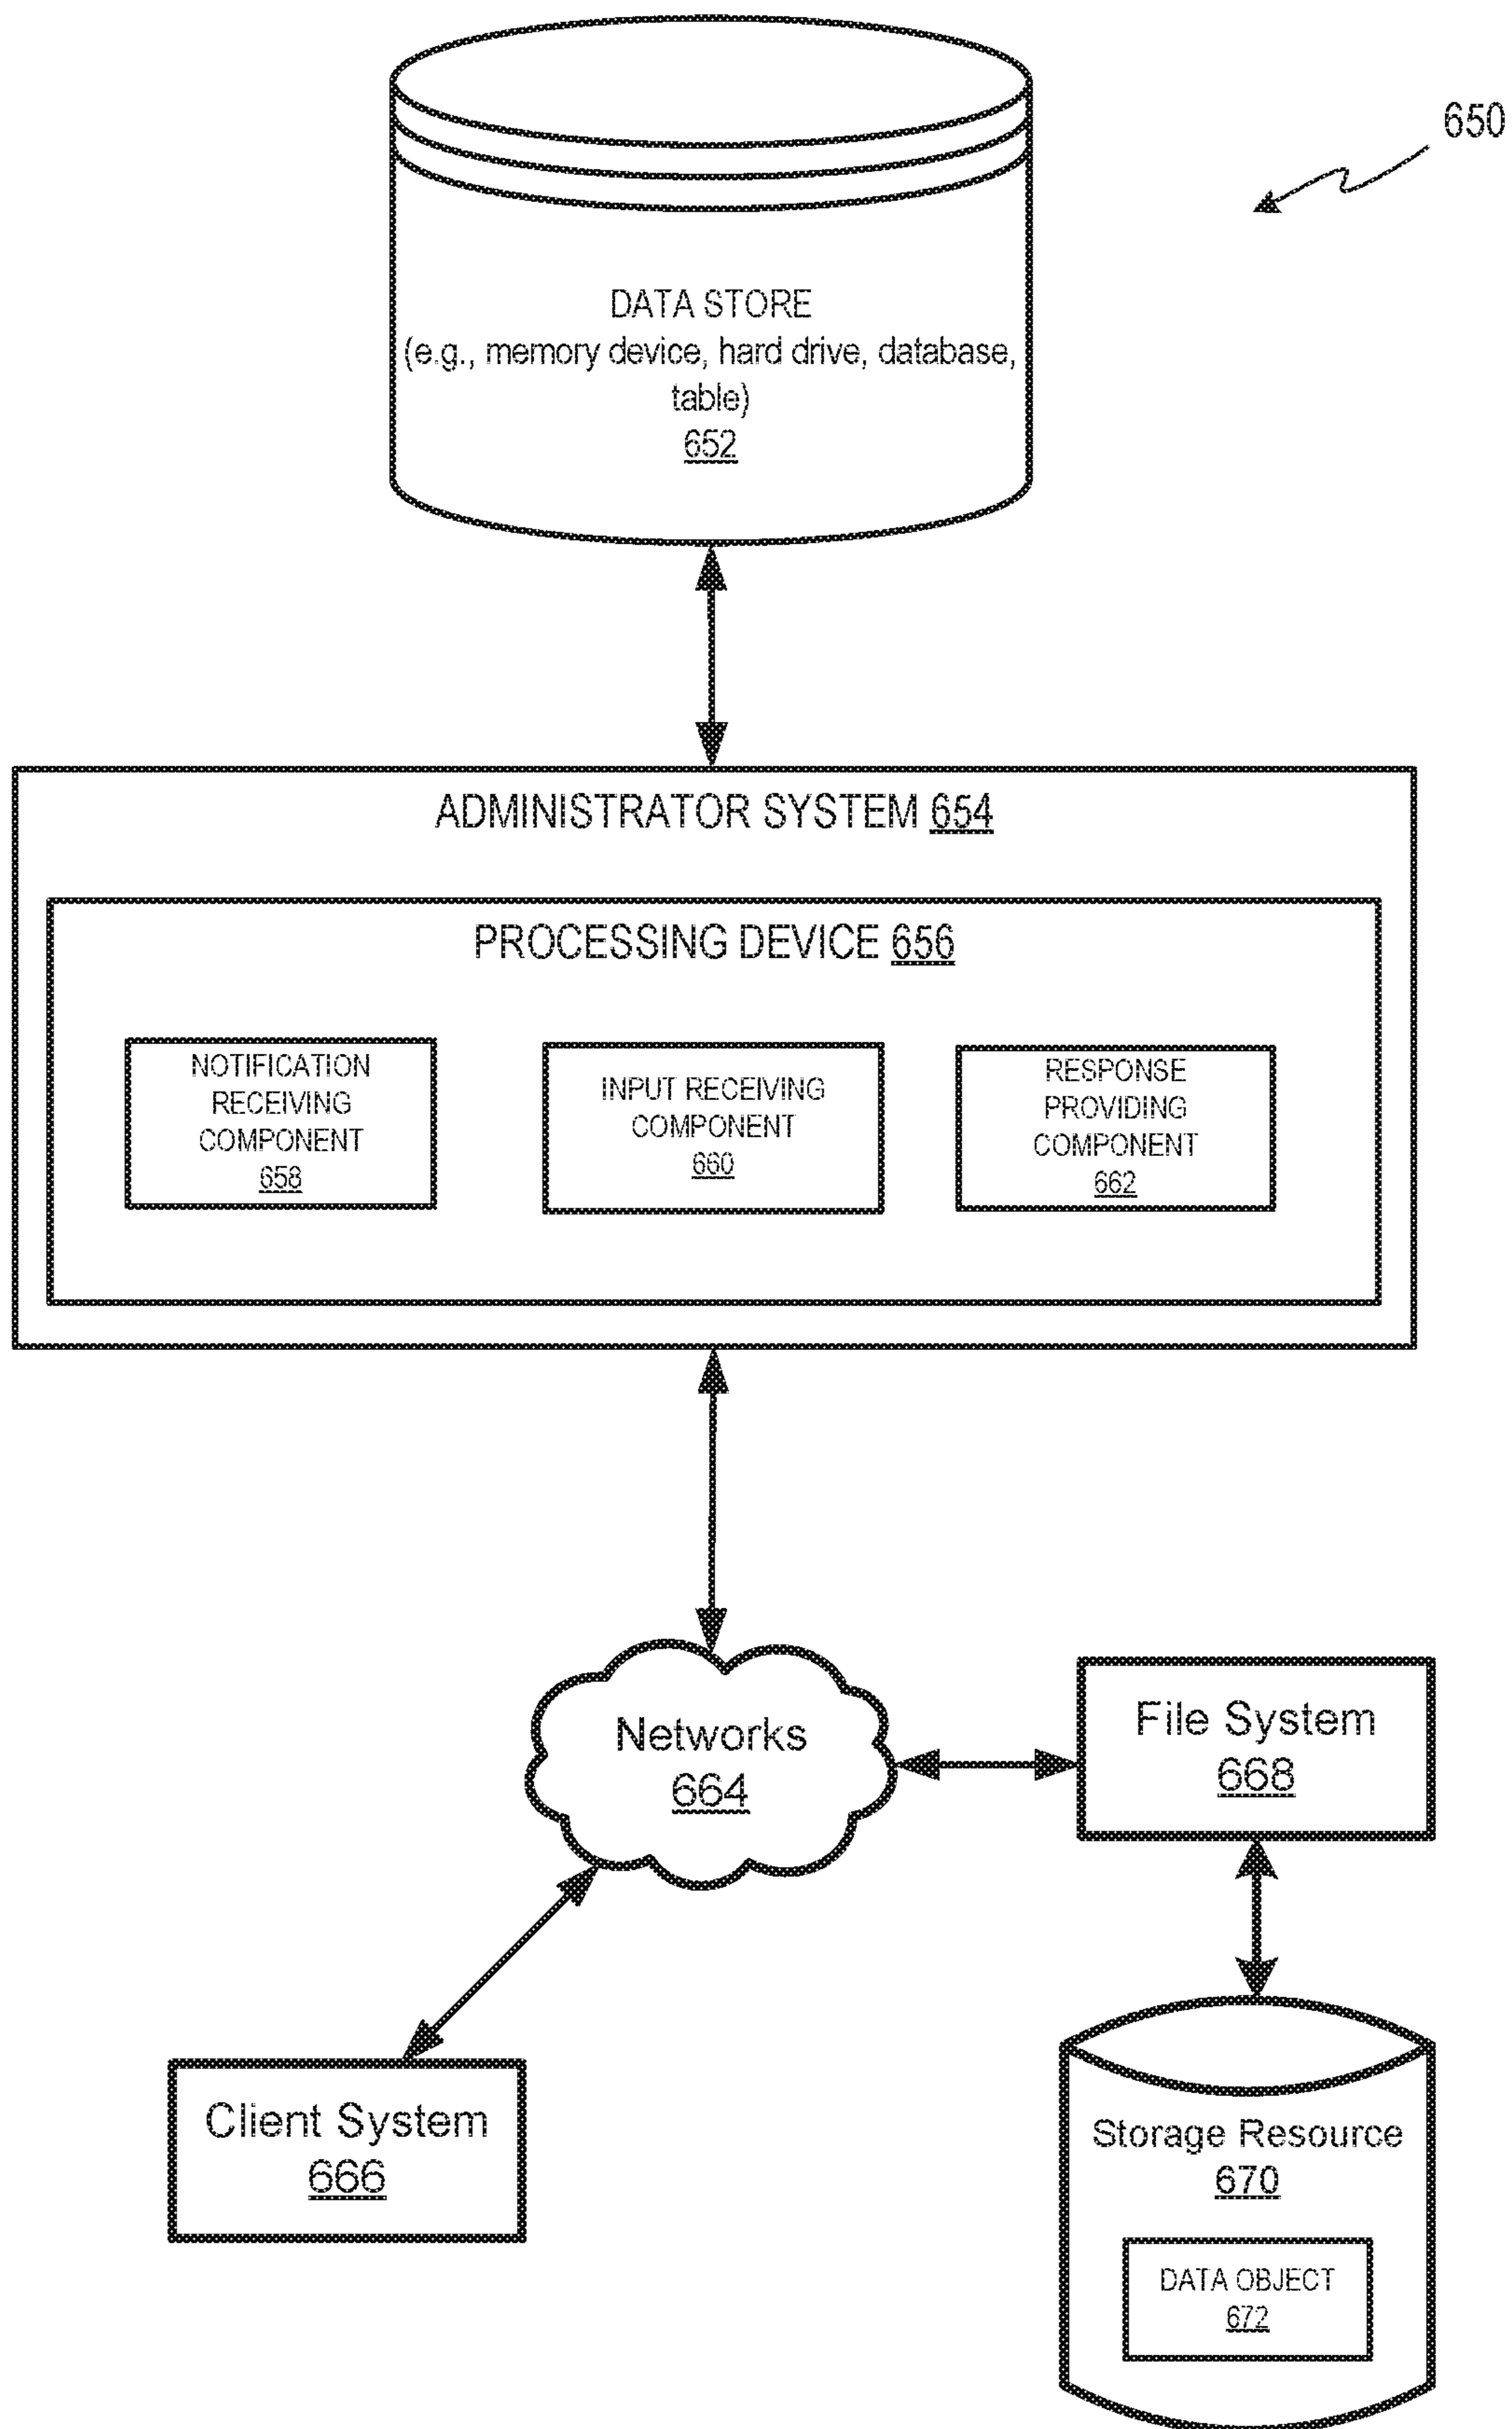 650
DATA STORE
(e.g., memory device, hard drive, database,
table)
652
ADMINISTRATOR SYSTEM 654
PROCESSING DEVICE 656
NOTIFICATION
RECEIVING
COMPONENT
658
INPUT RECEIVING
COMPONENT
660
RESPONSE
PROVIDING
COMPONENT
662
Networks
664
File System
668
Client System
666
Storage Resource
670
DATA OBJECT
672